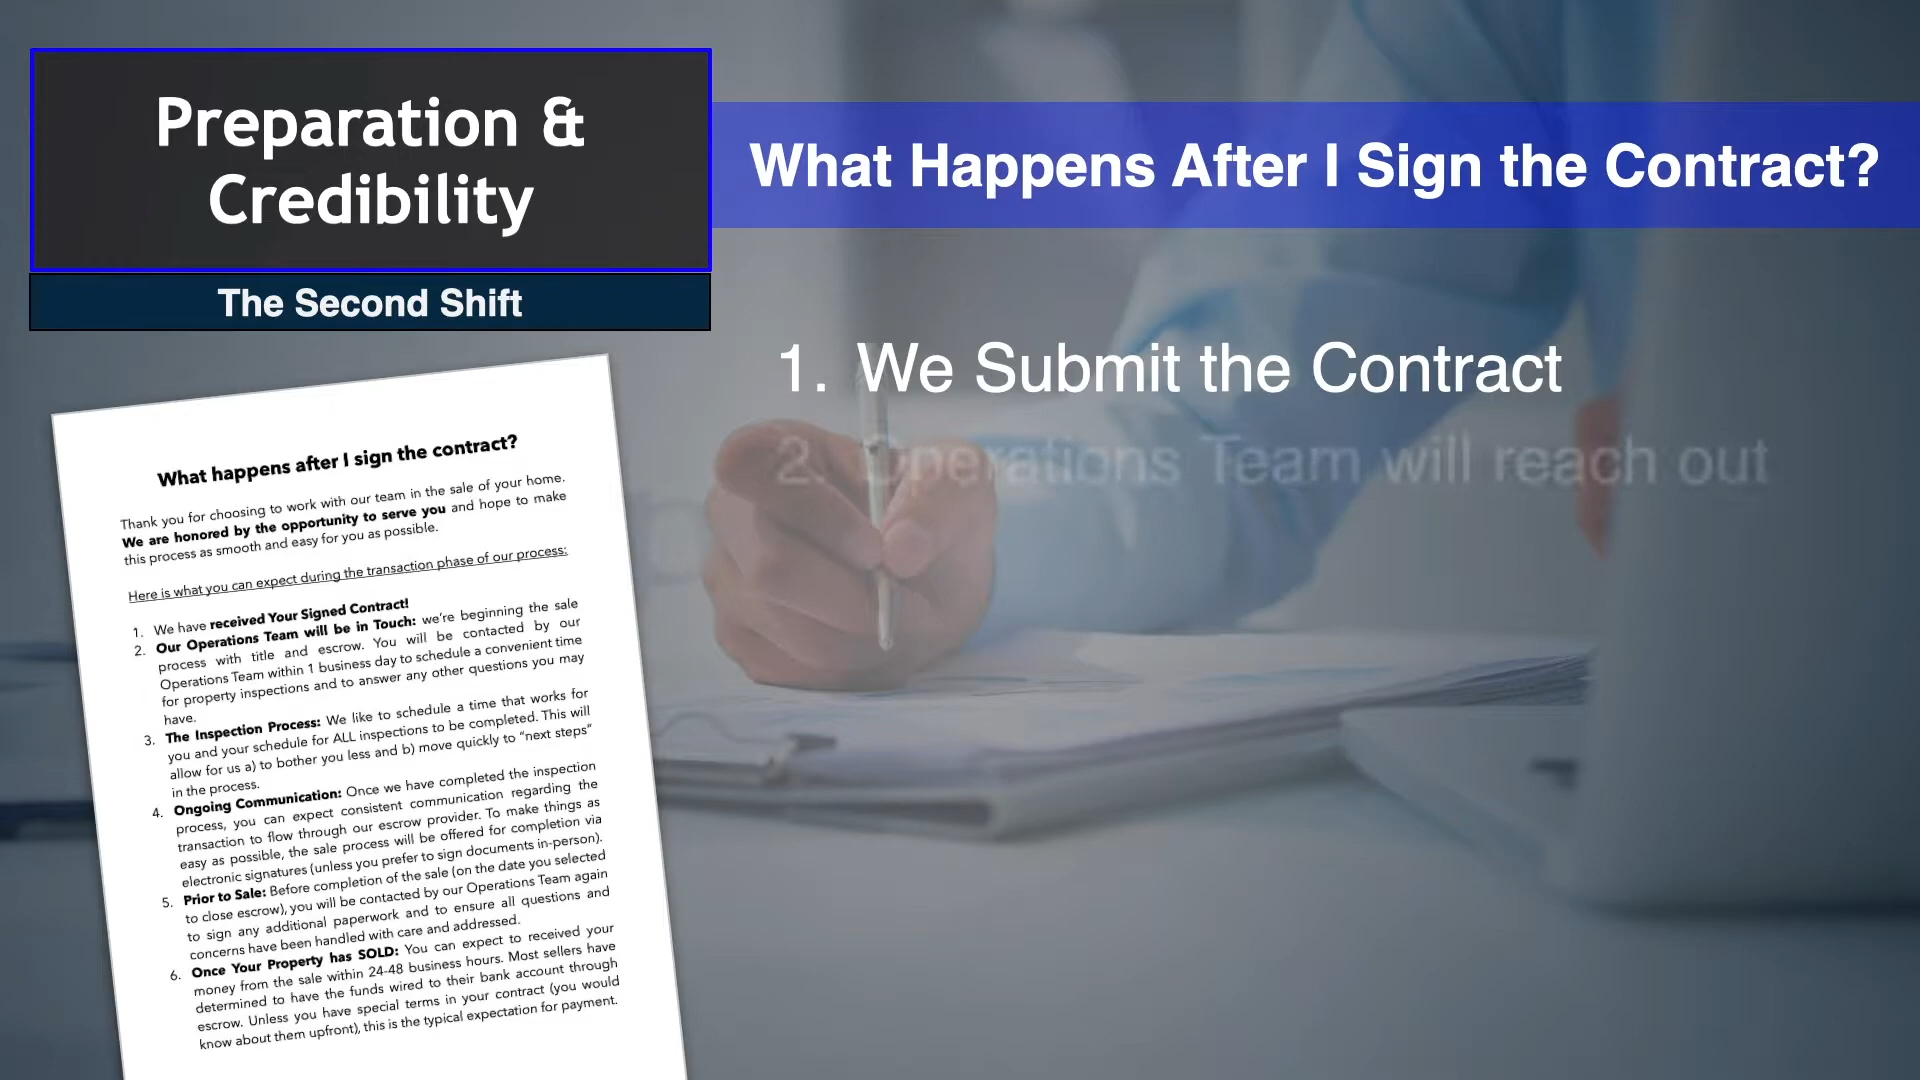 Preparation &
Credibility
The Second Shift
What Happens After I Sign the Contract?
1. We Submit the Contract
2. Operations Team will reach out
What happens after I sign the contract?
Thank you for choosing to work with our team in the sale of your home.
We are honored by the opportunity to serve you and hope to make
this process as smooth and easy for you as possible.
Here is what you can expect during the transaction phase of our process:
1. We have received Your Signed Contract!
2. Our Operations Team will be in Touch: we're beginning the sale
process with title and escrow. You will be contacted by our
Operations Team within 1 business day to schedule a convenient time
for property inspections and to answer any other questions you may
have.
3. The Inspection Process: We like to schedule a time that works for
you and your schedule for ALL inspections to be completed. This will
allow for us a) to bother you less and b) move quickly to "next steps"
in the process.
4. Ongoing Communication: Once we have completed the inspection
process, you can expect consistent communication regarding the
transaction to flow through our escrow provider. To make things as
easy as possible, the sale process will be offered for completion via
electronic signatures (unless you prefer to sign documents in-person).
5. Prior to Sale: Before completion of the sale (on the date you selected
to close escrow), you will be contacted by our Operations Team again
to sign any additional paperwork and to ensure all questions and
concerns have been handled with care and addressed.
6. Once Your Property has SOLD: You can expect to received your
money from the sale within 24-48 business hours. Most sellers have
determined to have the funds wired to their bank account through
escrow. Unless you have special terms in your contract (you would
know about them upfront), this is the typical expectation for payment.